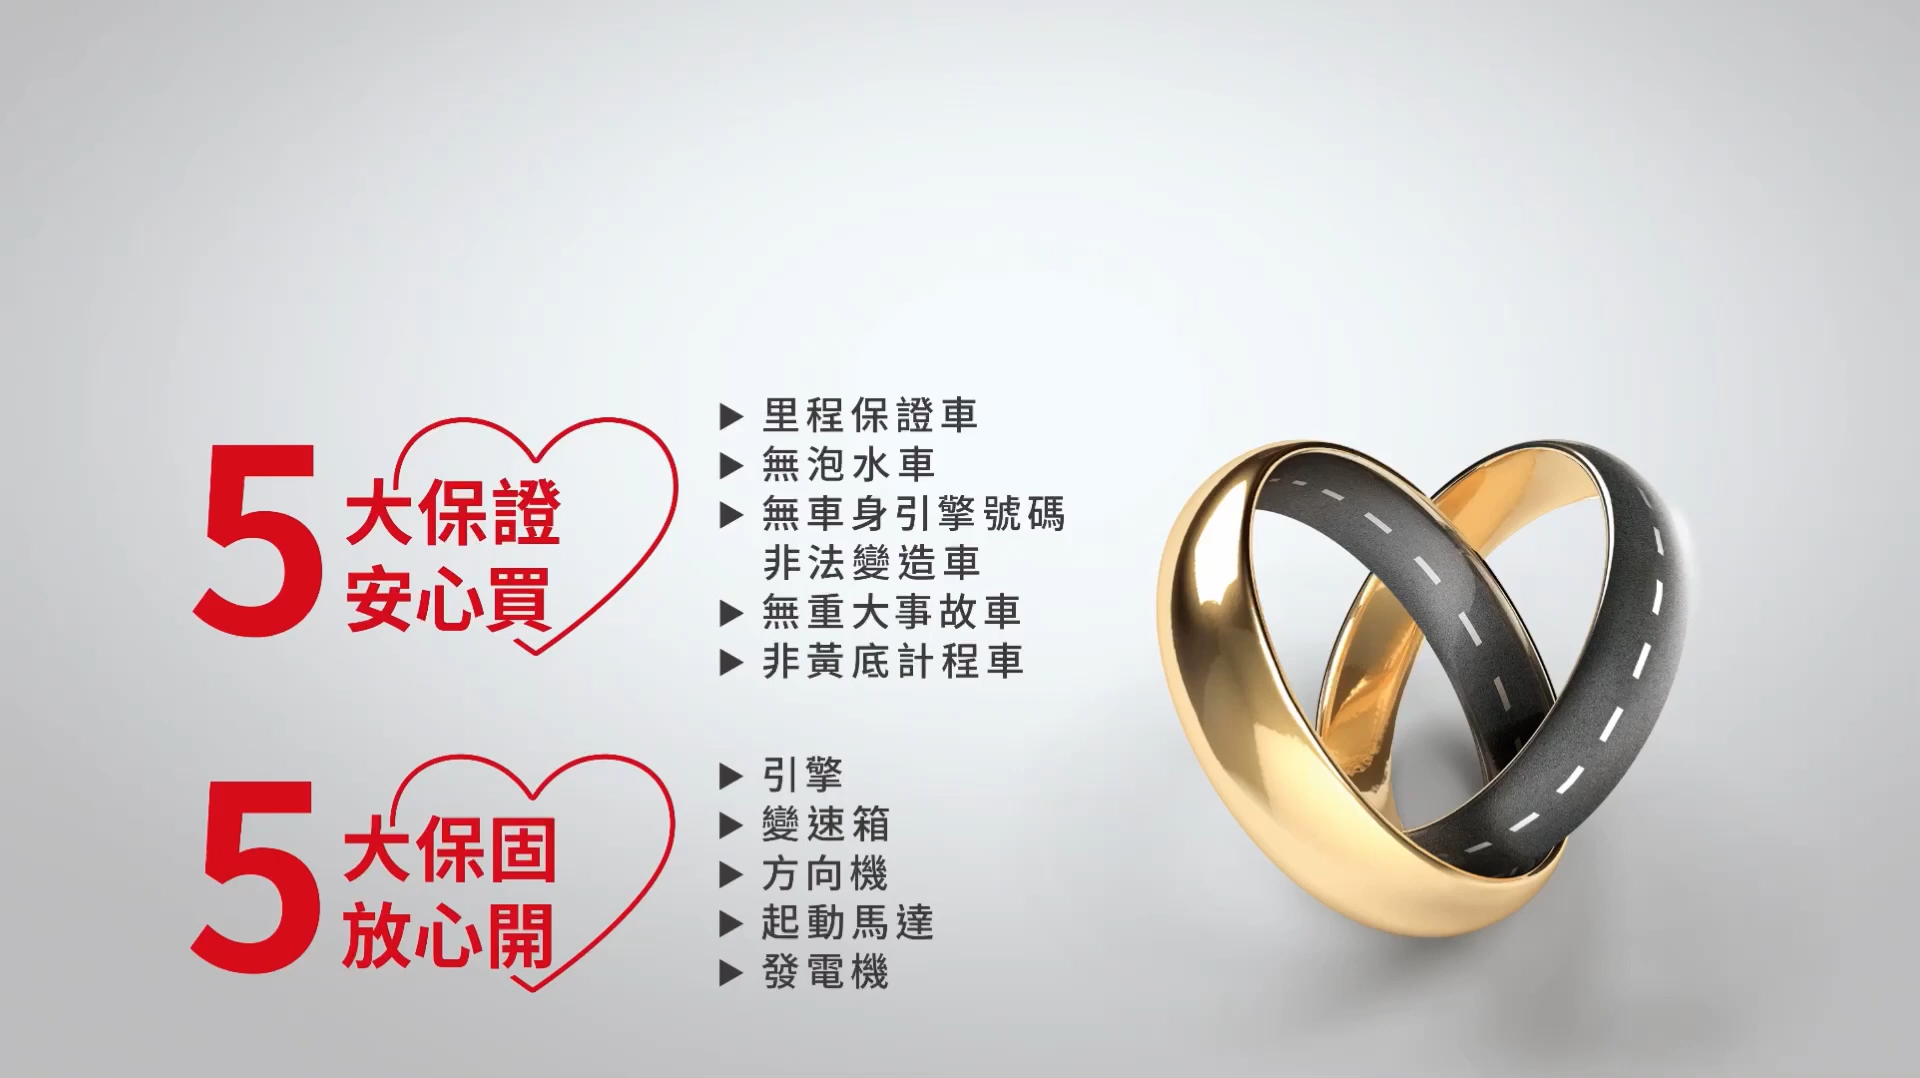 5大保證
安心買
▶ 里程保證車
▶ 無泡水車
▶ 無車身引擎號碼
非法變造車
▶ 無重大事故車
▶ 非黃底計程車
5大保固
放心開
▶ 引擎
▶ 變速箱
▶ 方向機
▶ 起動馬達
▶ 發電機